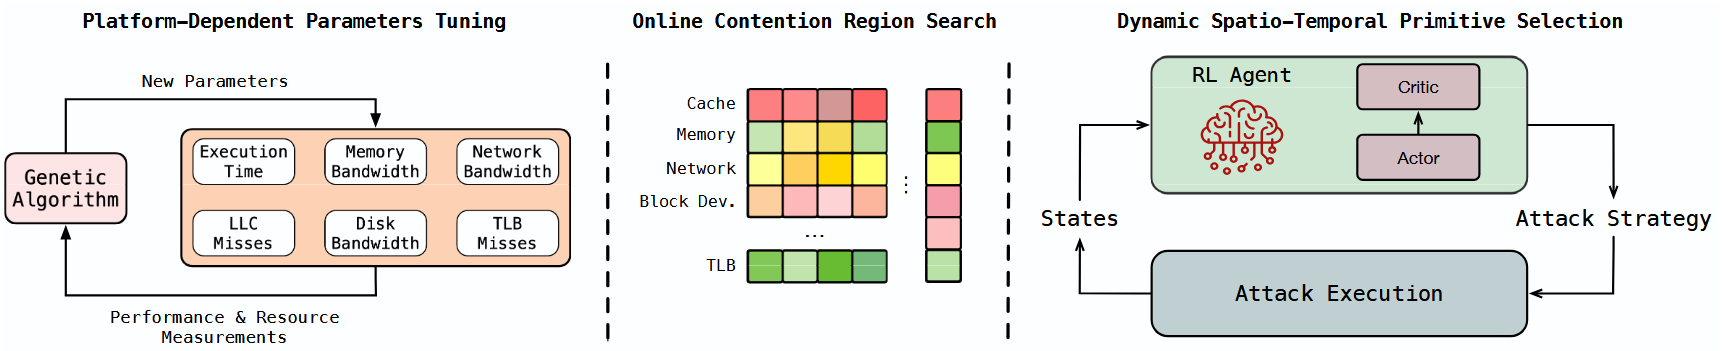 Platform-Dependent Parameters Tuning
New Parameters
Genetic
Algorithm
Execution
Time
Memory
Bandwidth
Network
Bandwidth
LLC
Misses
Disk
Bandwidth
TLB
Misses
Performance & Resource
Measurements
Online Contention Region Search
Cache
Memory
Network
Block Dev.
...
TLB
Dynamic Spatio-Temporal Primitive Selection
RL Agent
Critic
Actor
States
Attack Strategy
Attack Execution